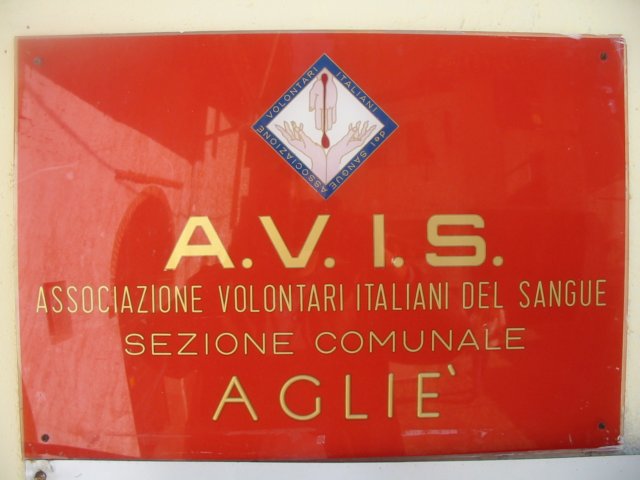 ASSOCIAZIONE VOLONTARI ITALIANI del SANGUE
A.V.I.S.
ASSOCIAZIONE VOLONTARI ITALIANI DEL SANGUE
SEZIONE COMUNALE
AGLIE`